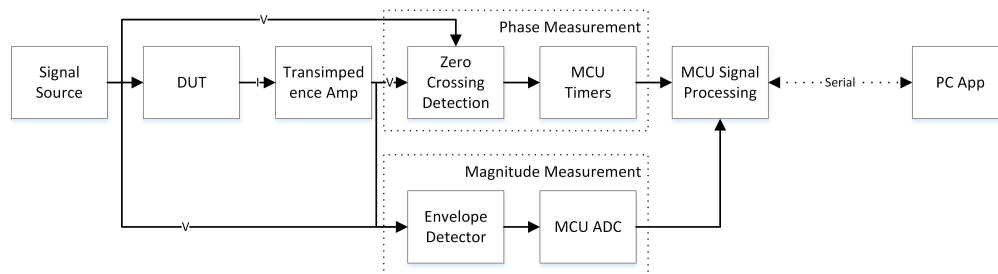 V
Phase Measurement
Signal
Source
DUT
I
Transimped
ence Amp
V
Zero
Crossing
Detection
MCU
Timers
MCU Signal
Processing
Serial
PC App
Magnitude Measurement
V
Envelope
Detector
MCU ADC